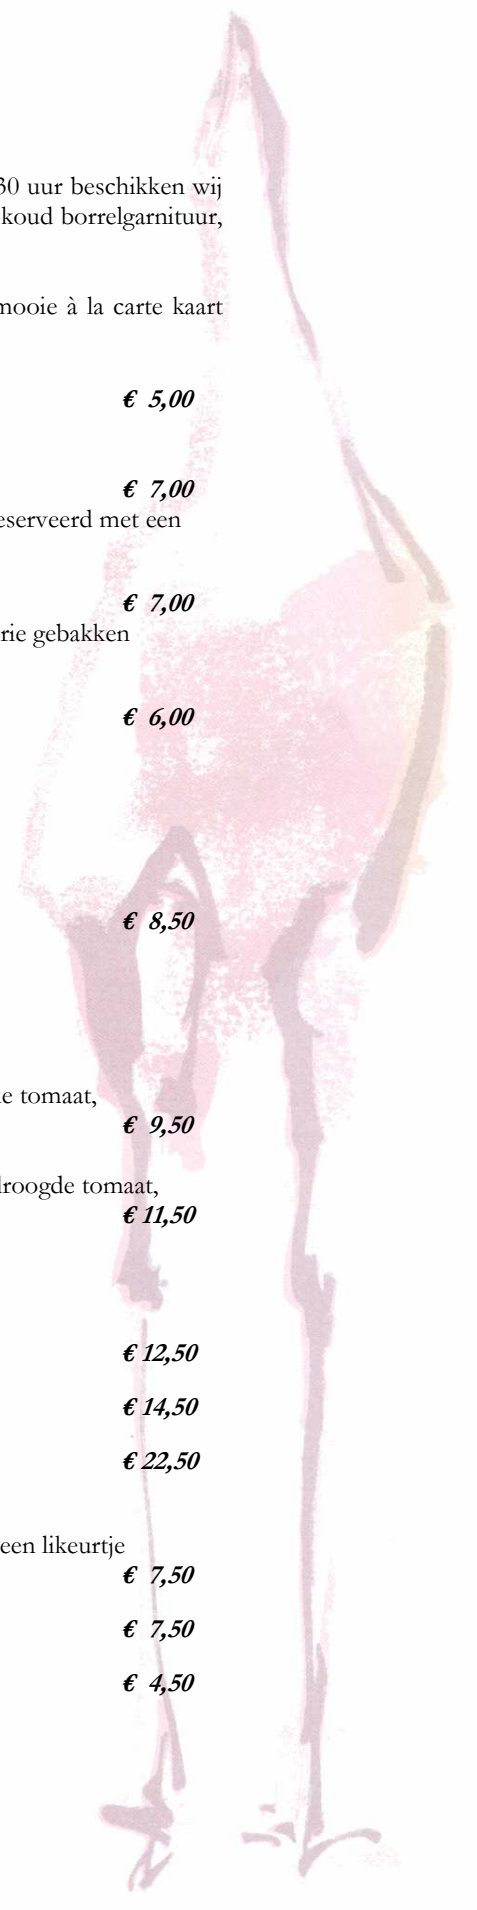 30 uur beschikken wij
koud borrelgarnituur,
mooie à la carte kaart
€ 5,00
€ 7,00
eserveerd met een
€ 7,00
rie gebakken
€ 6,00
€ 8,50
e tomaat,
€ 9,50
droogde tomaat,
€ 11,50
€ 12,50
€ 14,50
€ 22,50
een likeurtje
€ 7,50
€ 7,50
€ 4,50